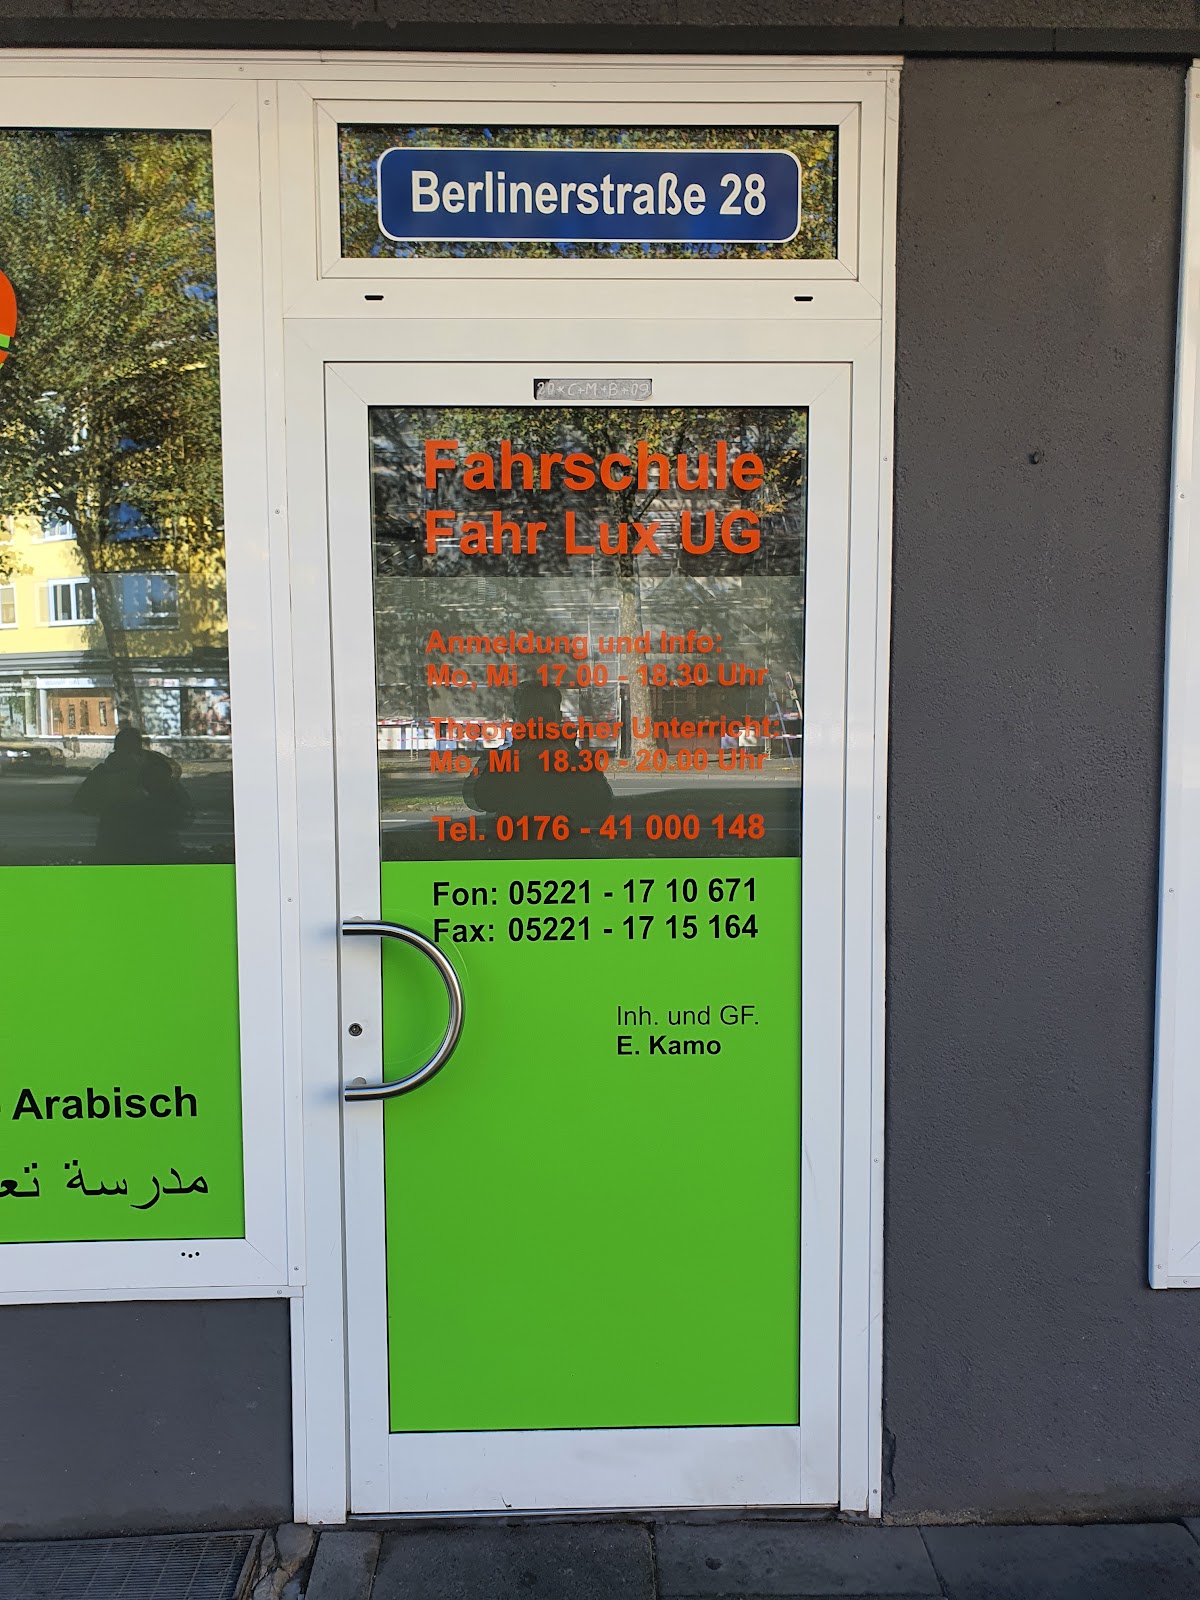 Berlinerstraße 28
20*C+M+B+09
Fahrschule
Fahr Lux UG
Anmeldung und Info:
Mo, Mi 17.00 - 18.30 Uhr
Theoretischer Unterricht:
Mo, Mi 18.30 - 20.00 Uhr
Tel. 0176 - 41 000 148
Fon: 05221 - 17 10 671
Fax: 05221 - 17 15 164
Inh. und GF.
E. Kamo
Arabisch
مدرسة